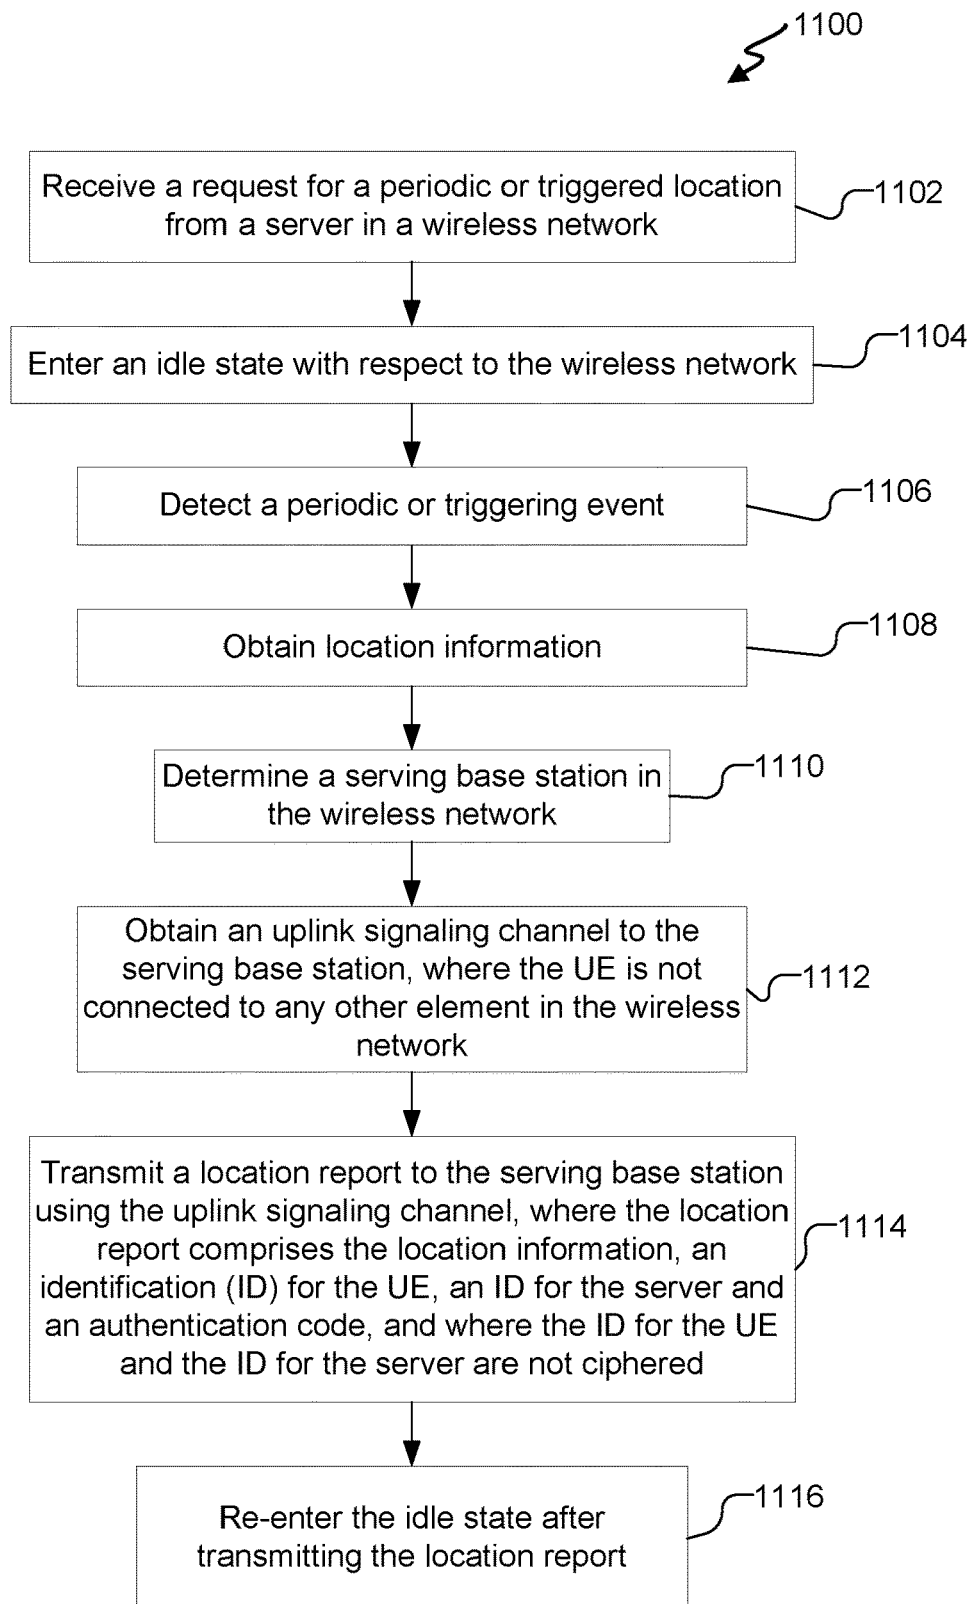 1100
Receive a request for a periodic or triggered location
from a server in a wireless network
1102
Enter an idle state with respect to the wireless network
1104
Detect a periodic or triggering event
1106
Obtain location information
1108
Determine a serving base station in
the wireless network
1110
Obtain an uplink signaling channel to the
serving base station, where the UE is not
connected to any other element in the wireless
network
1112
Transmit a location report to the serving base station
using the uplink signaling channel, where the location
report comprises the location information, an
identification (ID) for the UE, an ID for the server and
an authentication code, and where the ID for the UE
and the ID for the server are not ciphered
1114
Re-enter the idle state after
transmitting the location report
1116